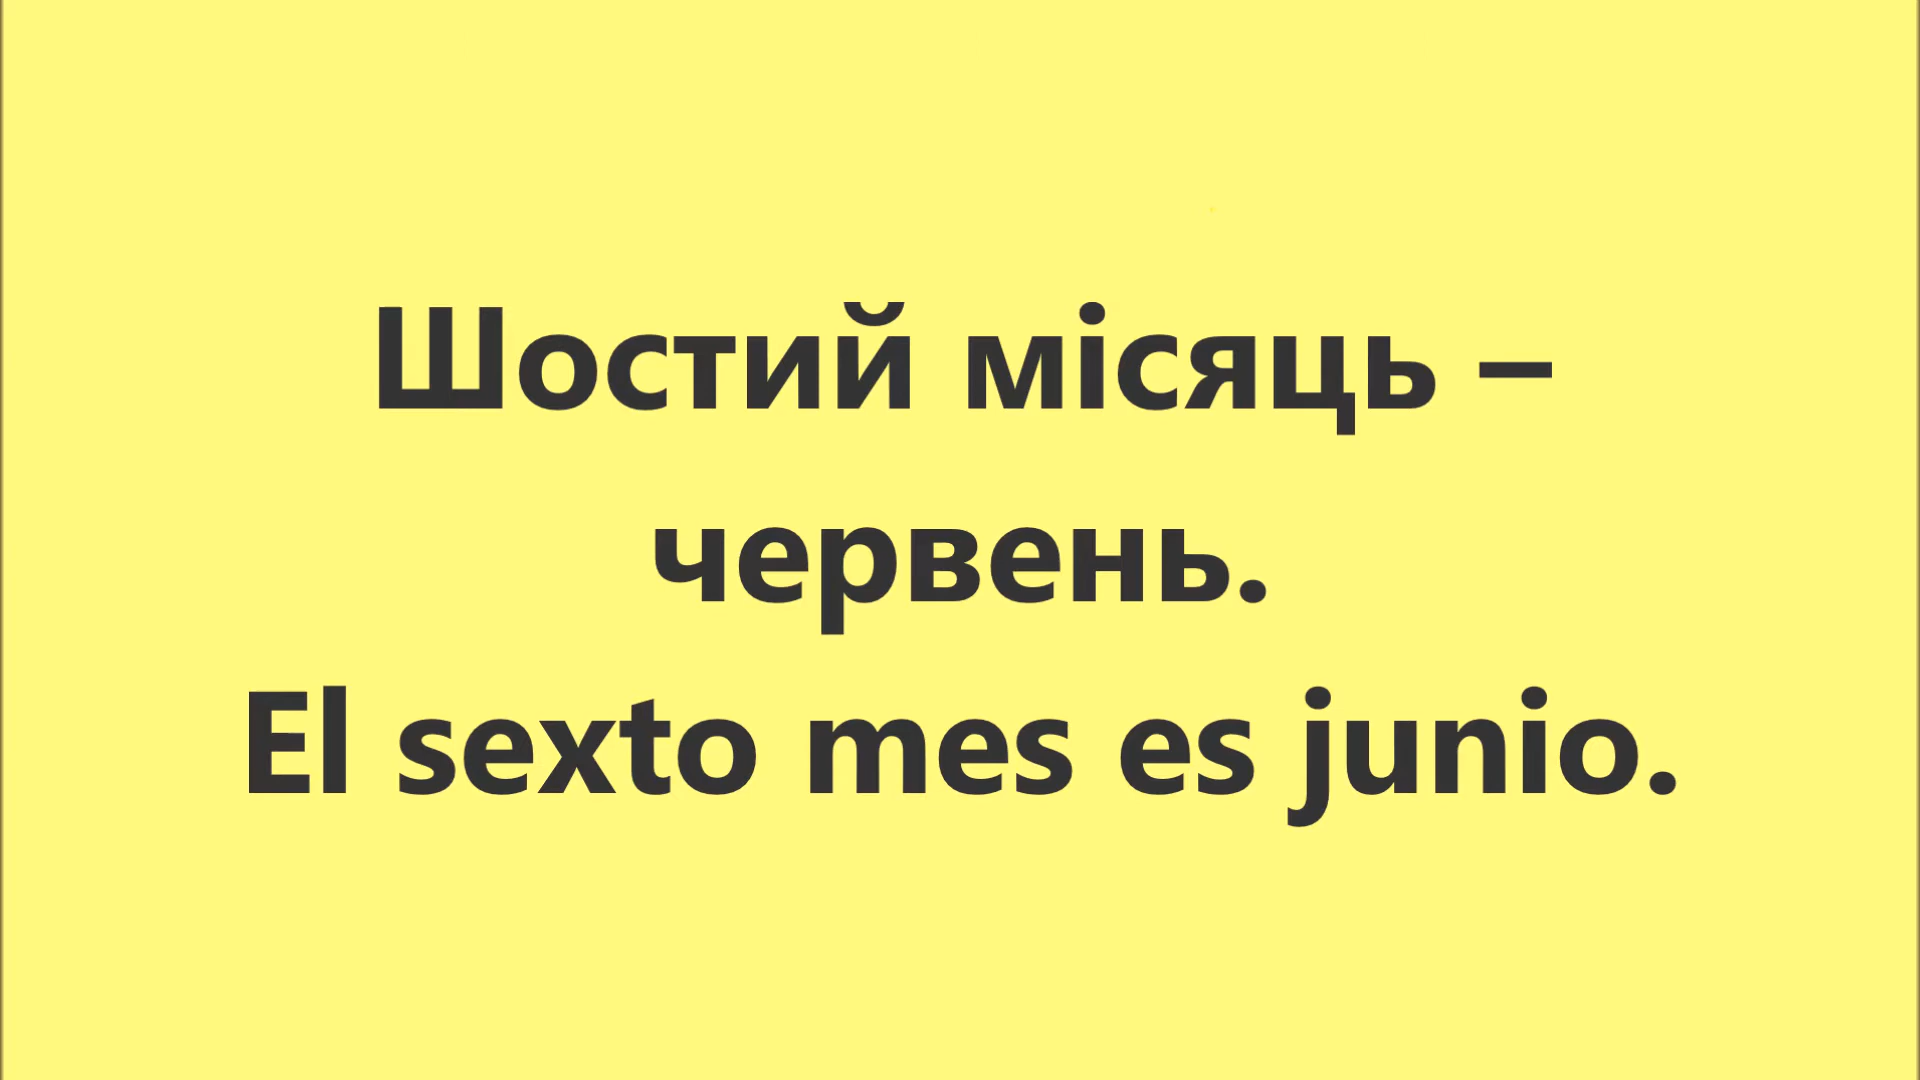 Шостий місяць –
червень.
El sexto mes es junio.